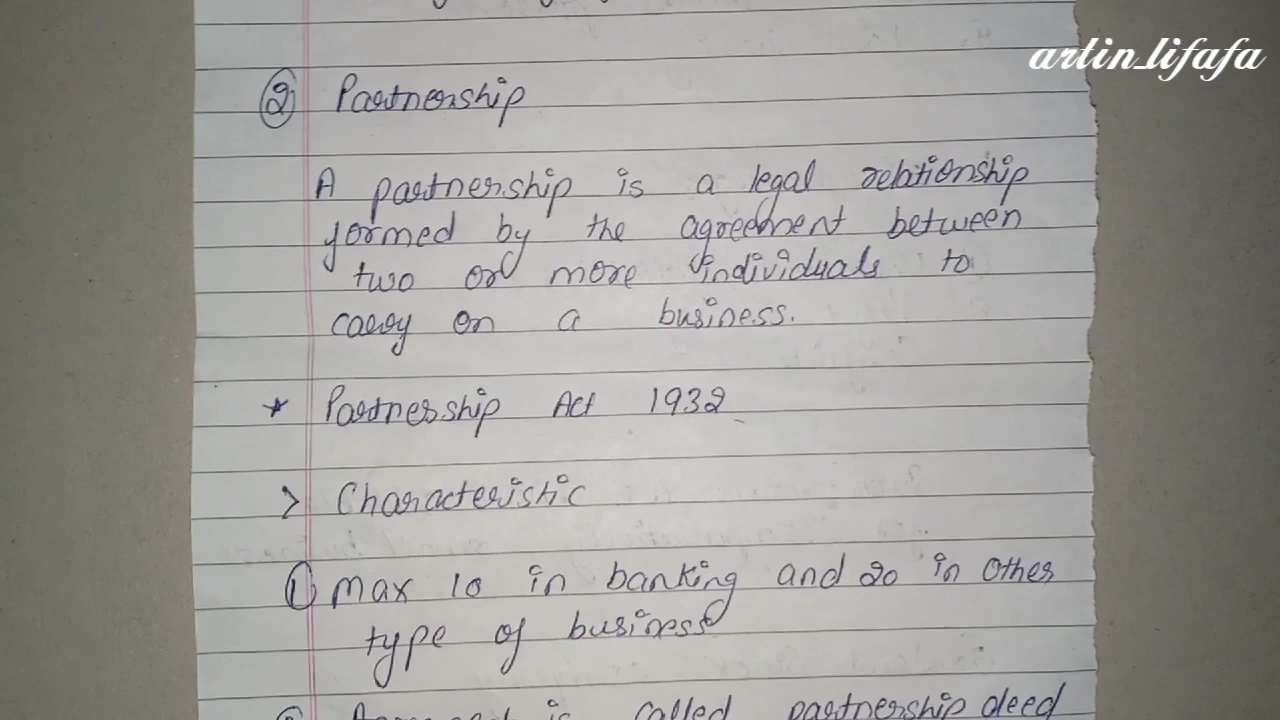 artin_lifafa
② Partnership
A partnership is a legal relationship
formed by the agreement between
two or more individuals to
carry on a business.
* Partnership Act 1932
> Characteristic
① Max 10 in banking and 20 in other
type of business
is called partnership deed